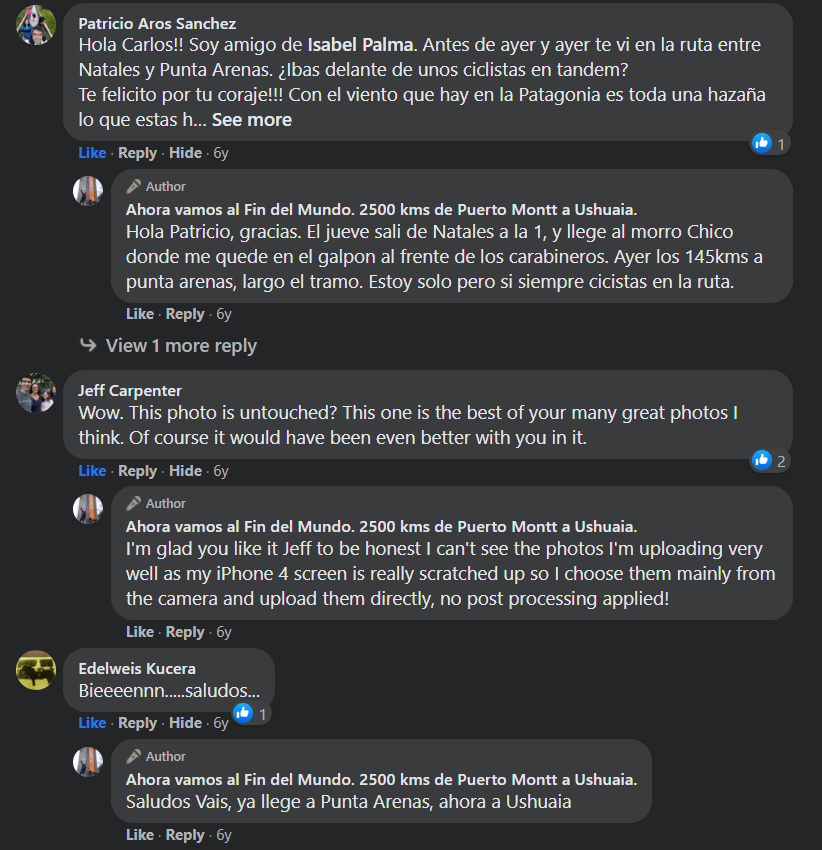 Patricio Aros Sanchez
Hola Carlos!! Soy amigo de Isabel Palma. Antes de ayer y ayer te vi en la ruta entre
Natales y Punta Arenas. ¿Ibas delante de unos ciclistas en tandem?
Te felicito por tu coraje!!! Con el viento que hay en la Patagonia es toda una hazaña
lo que estas h... See more
Like · Reply · Hide · 6y
1
Author
Ahora vamos al Fin del Mundo. 2500 kms de Puerto Montt a Ushuaia.
Hola Patricio, gracias. El jueve sali de Natales a la 1, y llege al morro Chico
donde me quede en el galpon al frente de los carabineros. Ayer los 145kms a
punta arenas, largo el tramo. Estoy solo pero si siempre cicistas en la ruta.
Like · Reply · 6y
View 1 more reply
Jeff Carpenter
Wow. This photo is untouched? This one is the best of your many great photos I
think. Of course it would have been even better with you in it.
Like · Reply · Hide · 6y
2
Author
Ahora vamos al Fin del Mundo. 2500 kms de Puerto Montt a Ushuaia.
I'm glad you like it Jeff to be honest I can't see the photos I'm uploading very
well as my iPhone 4 screen is really scratched up so I choose them mainly from
the camera and upload them directly, no post processing applied!
Like · Reply · 6y
Edelweis Kucera
Bieeeennn.....saludos...
Like · Reply · Hide · 6y
1
Author
Ahora vamos al Fin del Mundo. 2500 kms de Puerto Montt a Ushuaia.
Saludos Vais, ya llege a Punta Arenas, ahora a Ushuaia
Like · Reply · 6y